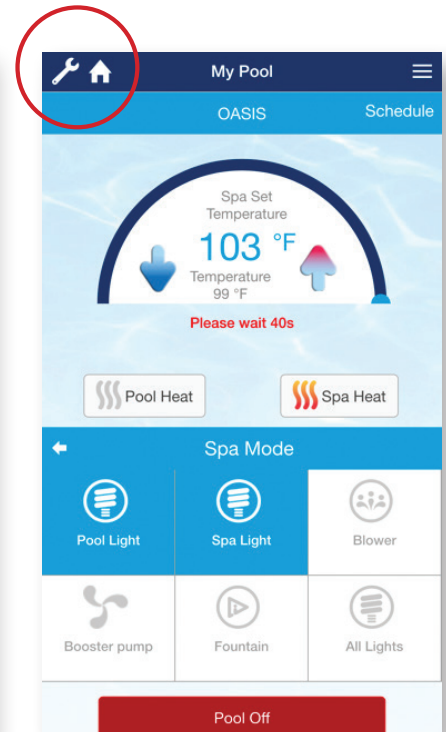 My Pool
OASIS
Schedule
Spa Set
Temperature
103 °F
Temperature
99 °F
Please wait 40s
Pool Heat
Spa Heat
Spa Mode
Pool Light
Spa Light
Blower
Booster pump
Fountain
All Lights
Pool Off